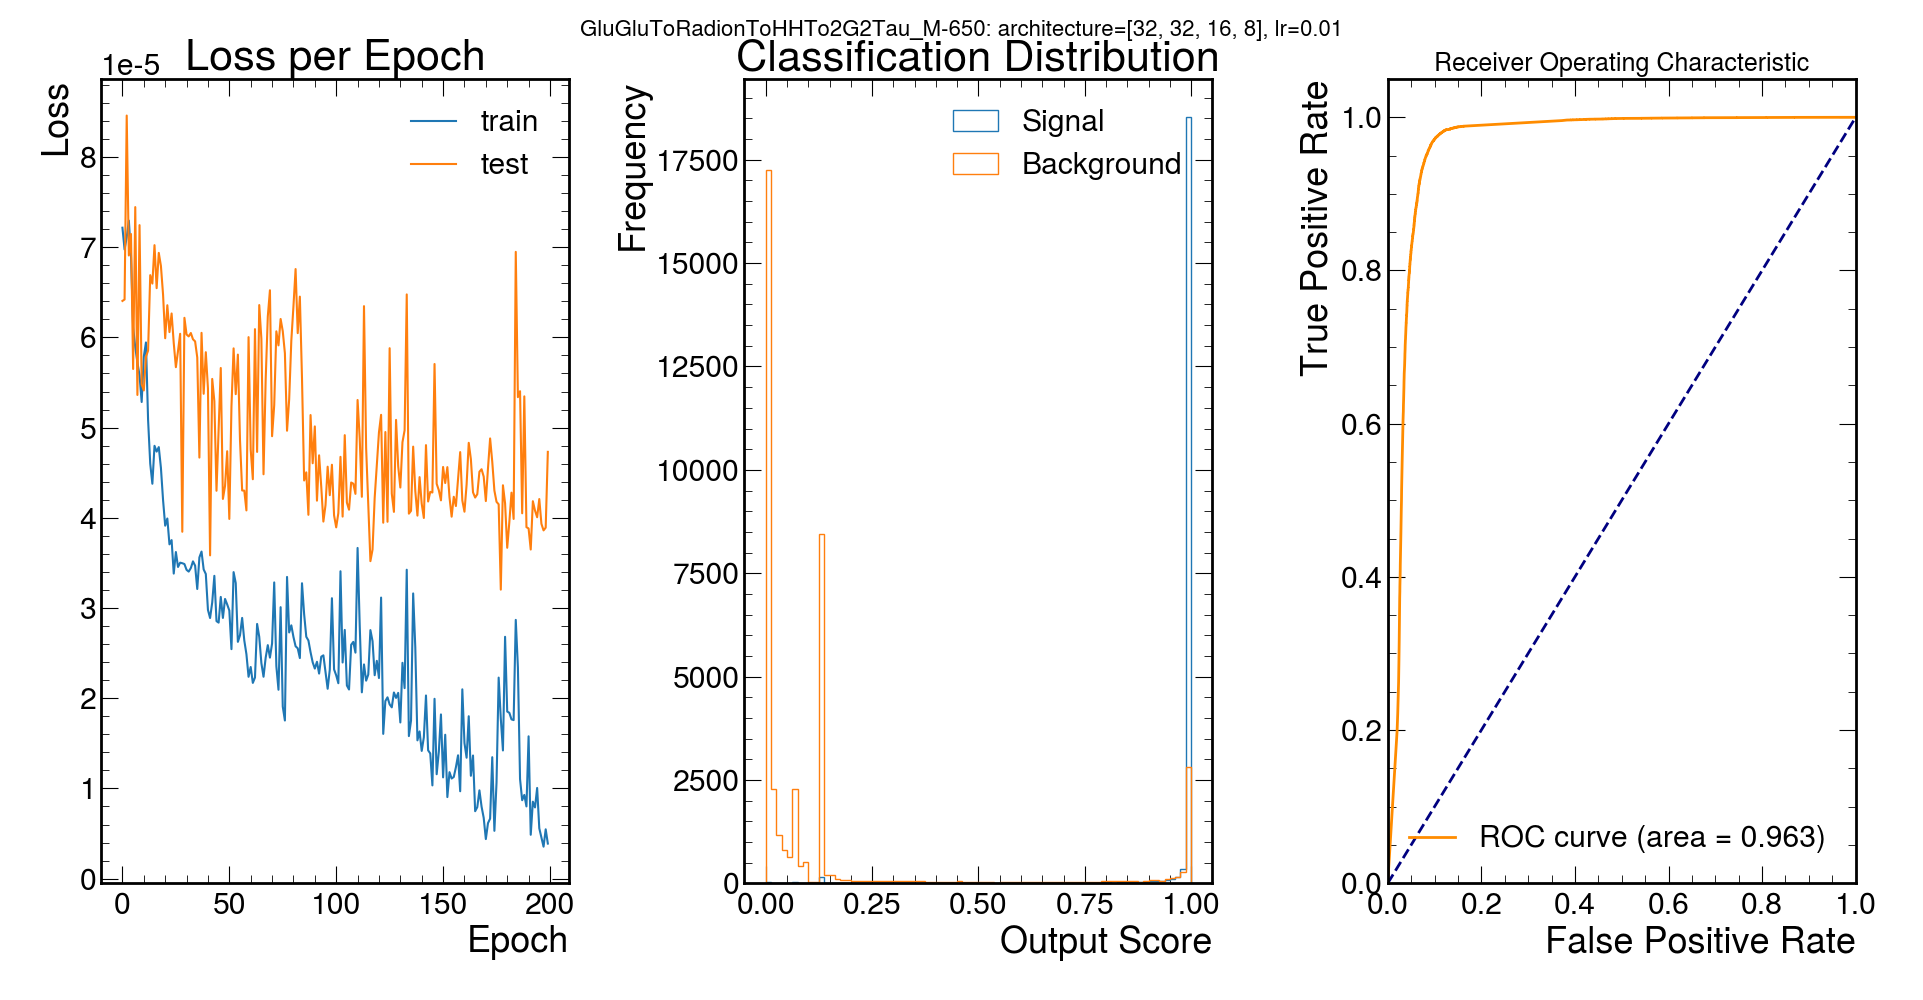 GluGluToRadionToHHTo2G2Tau_M-650: architecture=[32, 32, 16, 8], lr=0.01
Loss per Epoch
1e-5
Loss
8
7
6
5
4
3
2
1
0
0 50 100 150 200
Epoch
train
test
Classification Distribution
Frequency
17500
15000
12500
10000
7500
5000
2500
0
0.00 0.25 0.50 0.75 1.00
Output Score
Signal
Background
Receiver Operating Characteristic
True Positive Rate
1.0
0.8
0.6
0.4
0.2
0.0
0.0 0.2 0.4 0.6 0.8 1.0
False Positive Rate
ROC curve (area = 0.963)